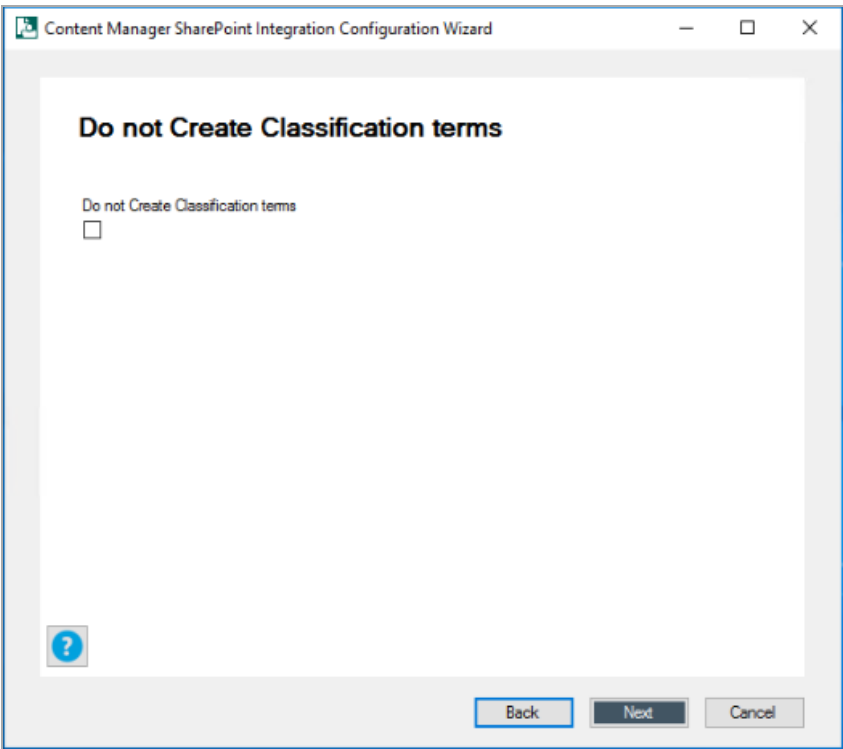 Content Manager SharePoint Integration Configuration Wizard
Do not Create Classification terms
Do not Create Classification terms
?
Back Next Cancel